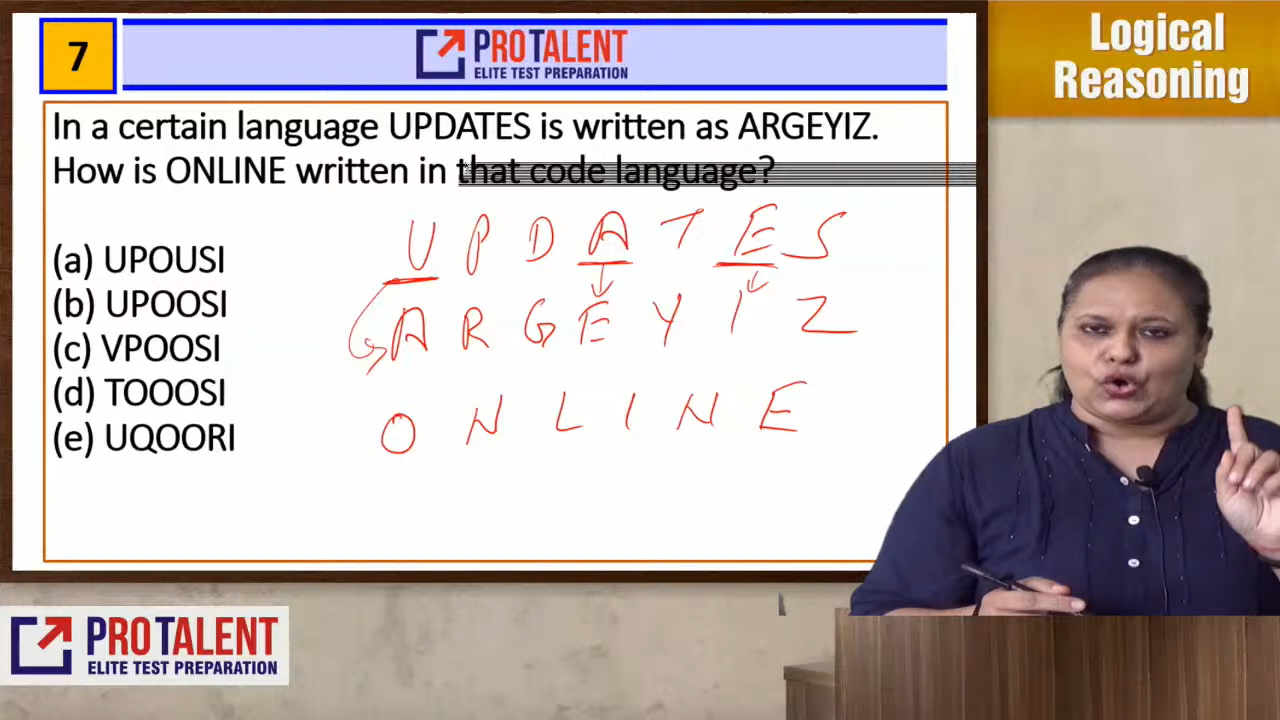 7
PROTALENT
ELITE TEST PREPARATION
Logical
Reasoning
In a certain language UPDATES is written as ARGEYIZ.
How is ONLINE written in that code language?
(a) UPOUSI
(b) UPOOSI
(c) VPOOSI
(d) TOOOSI
(e) UQOORI
U P D A T E S
A R G E Y I Z
O N L I N E
PROTALENT
ELITE TEST PREPARATION